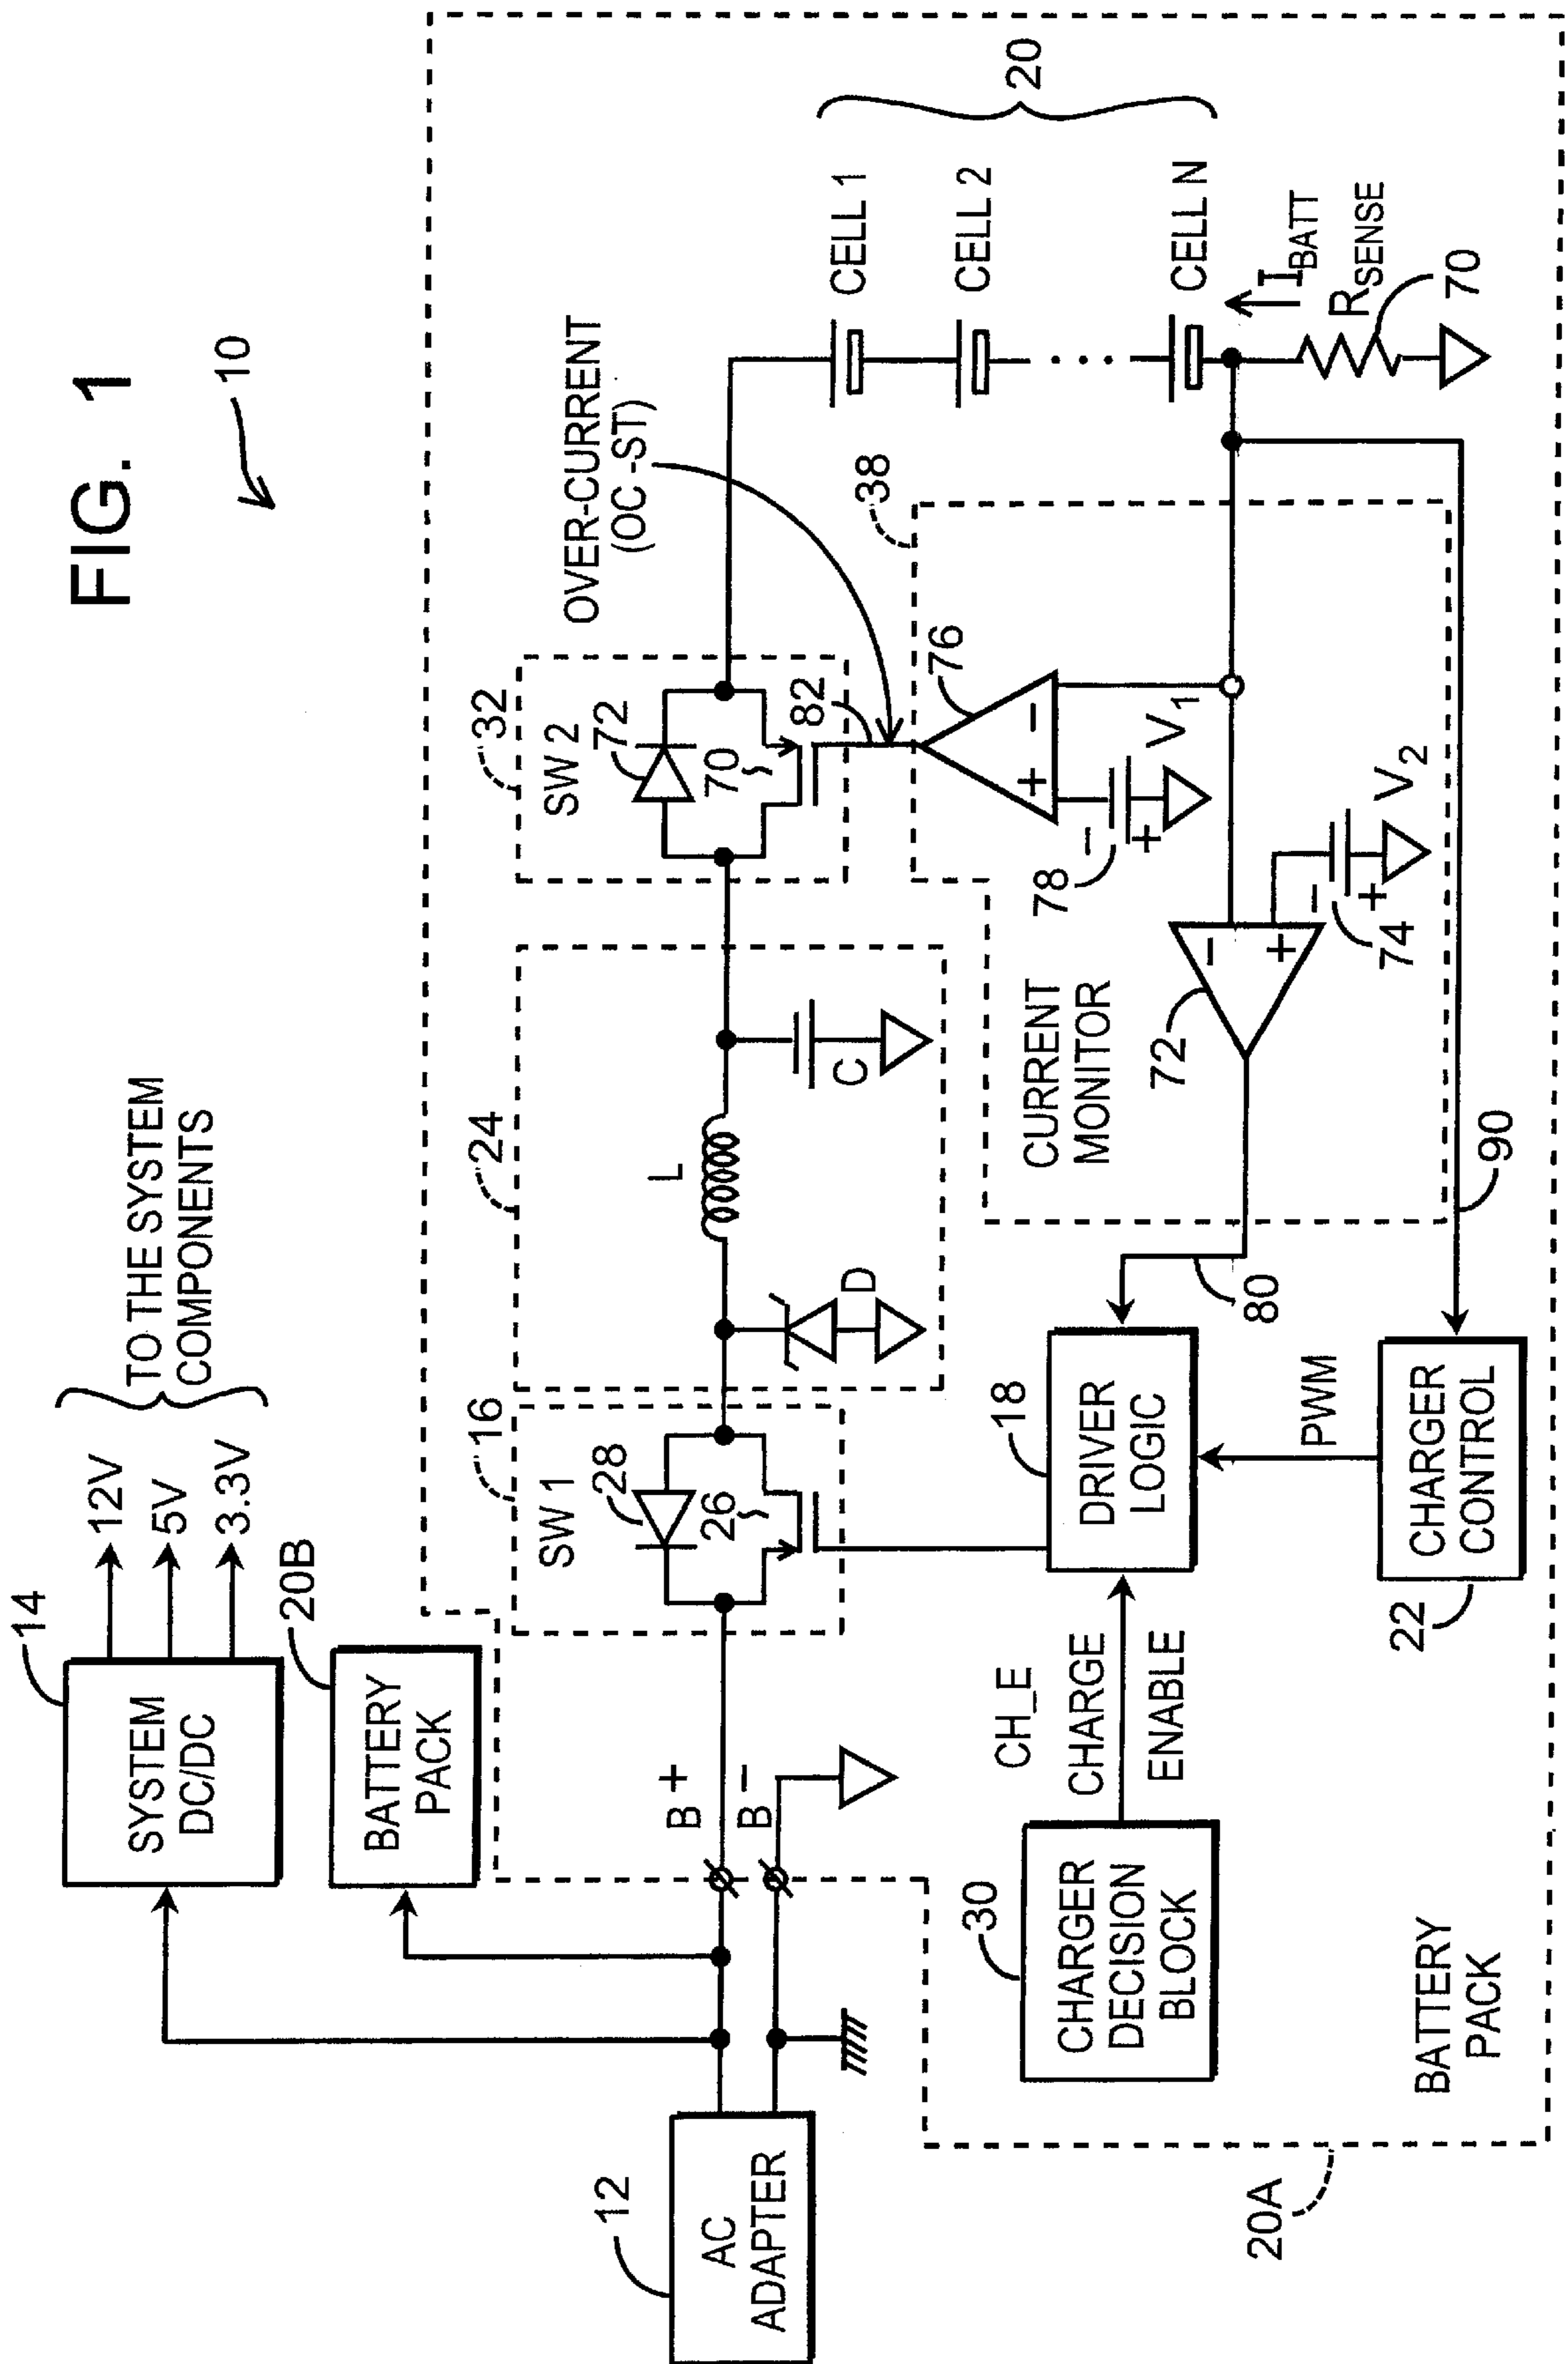 FIG. 1
10
TO THE SYSTEM
COMPONENTS
12V
5V
3.3V
14
SYSTEM
DC/DC
20B
BATTERY
PACK
12
AC
ADAPTER
B +
B −
16
SW 1
28
26
24
L
D
C
32
SW 2
72
70
82
OVER-CURRENT
(OC -ST)
20
CELL 1
CELL 2
CELL N
IBATT
RSENSE
70
38
76
+
−
78
−
+
V1
CURRENT
MONITOR
72
−
+
74
−
+
V2
80
90
18
DRIVER
LOGIC
PWM
CHARGER
CONTROL
22
CH_E
CHARGE
ENABLE
30
CHARGER
DECISION
BLOCK
BATTERY
PACK
20A